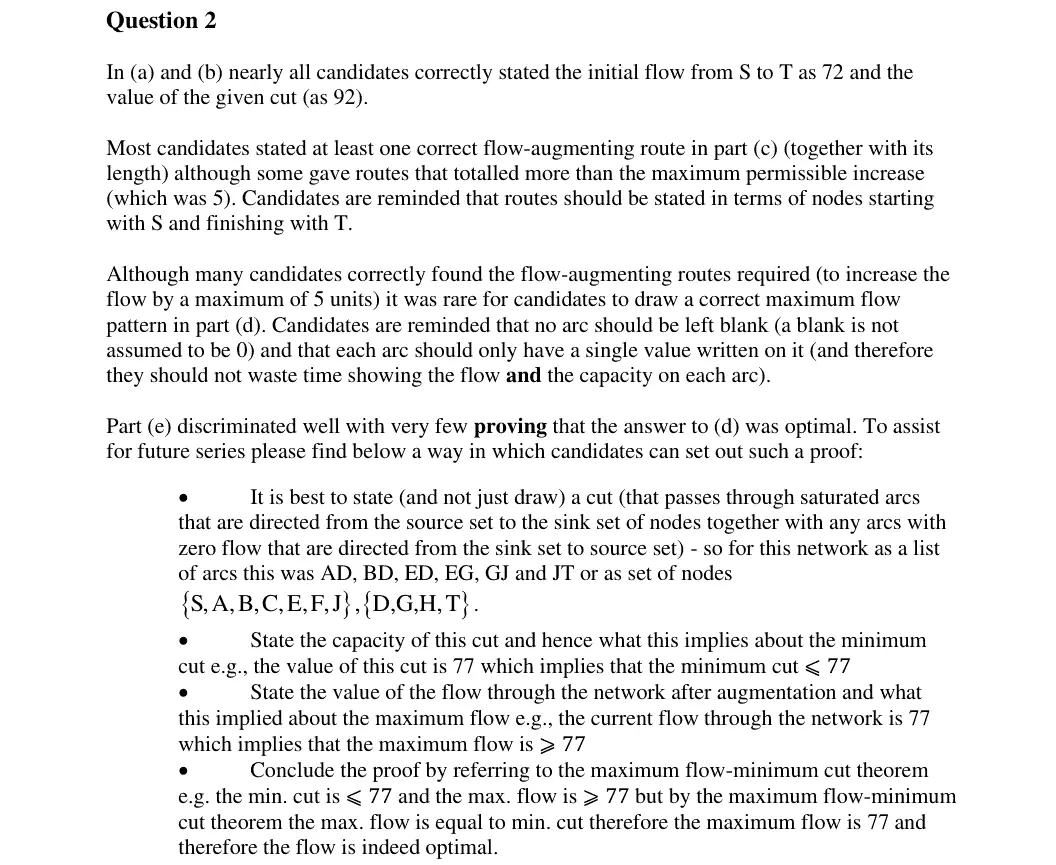 Question 2
In (a) and (b) nearly all candidates correctly stated the initial flow from S to T as 72 and the
value of the given cut (as 92).
Most candidates stated at least one correct flow-augmenting route in part (c) (together with its
length) although some gave routes that totalled more than the maximum permissible increase
(which was 5). Candidates are reminded that routes should be stated in terms of nodes starting
with S and finishing with T.
Although many candidates correctly found the flow-augmenting routes required (to increase the
flow by a maximum of 5 units) it was rare for candidates to draw a correct maximum flow
pattern in part (d). Candidates are reminded that no arc should be left blank (a blank is not
assumed to be 0) and that each arc should only have a single value written on it (and therefore
they should not waste time showing the flow and the capacity on each arc).
Part (e) discriminated well with very few proving that the answer to (d) was optimal. To assist
for future series please find below a way in which candidates can set out such a proof:
• It is best to state (and not just draw) a cut (that passes through saturated arcs
that are directed from the source set to the sink set of nodes together with any arcs with
zero flow that are directed from the sink set to source set) - so for this network as a list
of arcs this was AD, BD, ED, EG, GJ and JT or as set of nodes
{S, A, B, C, E, F, J}, {D,G,H, T}.
• State the capacity of this cut and hence what this implies about the minimum
cut e.g., the value of this cut is 77 which implies that the minimum cut ⩽ 77
• State the value of the flow through the network after augmentation and what
this implied about the maximum flow e.g., the current flow through the network is 77
which implies that the maximum flow is ⩾ 77
• Conclude the proof by referring to the maximum flow-minimum cut theorem
e.g. the min. cut is ⩽ 77 and the max. flow is ⩾ 77 but by the maximum flow-minimum
cut theorem the max. flow is equal to min. cut therefore the maximum flow is 77 and
therefore the flow is indeed optimal.